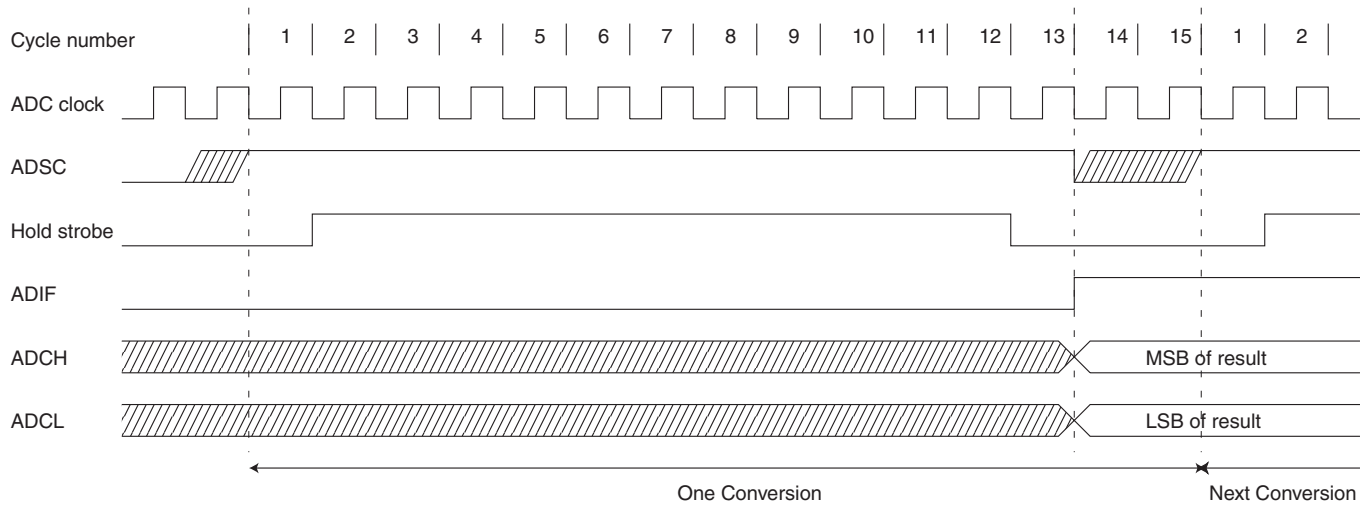 Cycle number 1 2 3 4 5 6 7 8 9 10 11 12 13 14 15 1 2
ADC clock
ADSC
Hold strobe
ADIF
ADCH MSB of result
ADCL LSB of result
One Conversion Next Conversion